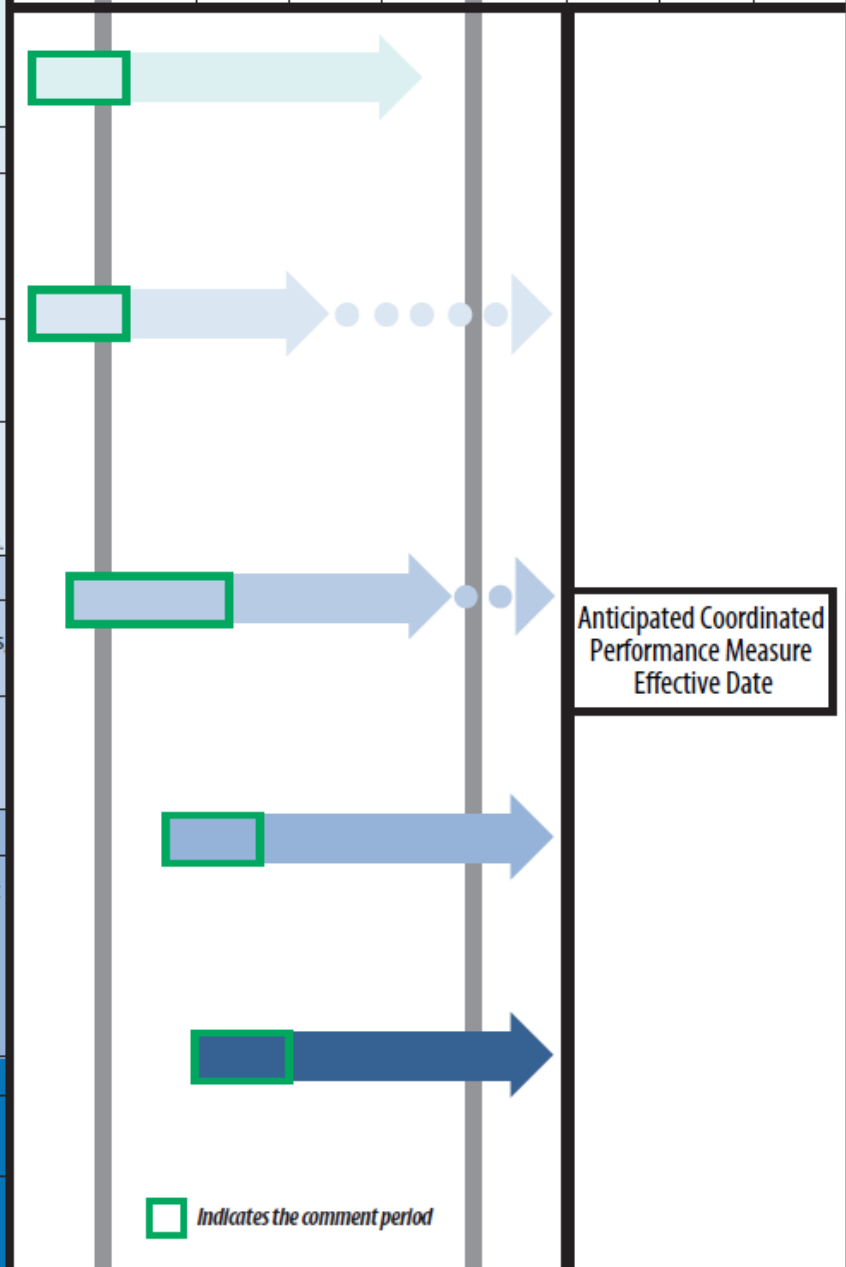 Anticipated Coordinated
Performance Measure
Effective Date
Indicates the comment period